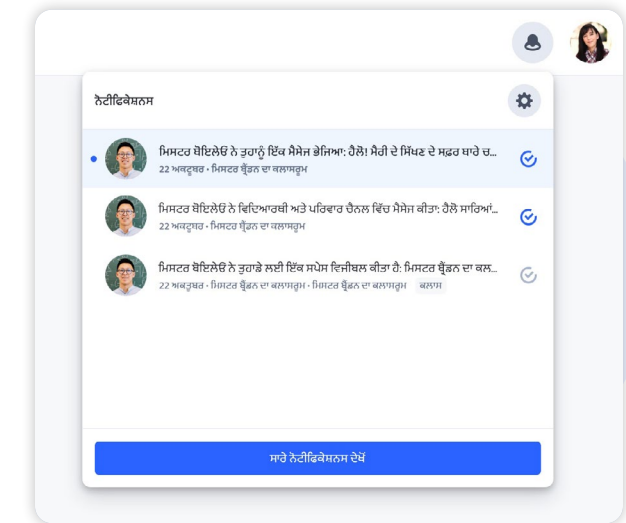 ਨੋਟੀਫਿਕੇਸ਼ਨਸ
ਮਿਸਟਰ ਬੋਇਲੇਓ ਨੇ ਤੁਹਾਨੂੰ ਇੱਕ ਮੈਸੇਜ ਭੇਜਿਆ: ਹੈਲੋ! ਮੈਰੀ ਦੇ ਸਿੱਖਣ ਦੇ ਸਫ਼ਰ ਬਾਰੇ ਚ...
22 ਅਕਟੂਬਰ • ਮਿਸਟਰ ਬ੍ਰੈਂਡਨ ਦਾ ਕਲਾਸਰੂਮ
ਮਿਸਟਰ ਬੋਇਲੇਓ ਨੇ ਵਿਦਿਆਰਥੀ ਅਤੇ ਪਰਿਵਾਰ ਚੈਨਲ ਵਿੱਚ ਮੈਸੇਜ ਕੀਤਾ: ਹੈਲੋ ਸਾਰਿਆਂ...
22 ਅਕਤੂਬਰ • ਮਿਸਟਰ ਬ੍ਰੈਂਡਨ ਦਾ ਕਲਾਸਰੂਮ
ਮਿਸਟਰ ਬੋਇਲੇਓ ਨੇ ਤੁਹਾਡੇ ਲਈ ਇੱਕ ਸਪੇਸ ਵਿਜੀਬਲ ਕੀਤਾ ਹੈ: ਮਿਸਟਰ ਬ੍ਰੈਂਡਨ ਦਾ ਕਲ...
22 ਅਕਤੂਬਰ • ਮਿਸਟਰ ਬ੍ਰੈਂਡਨ ਦਾ ਕਲਾਸਰੂਮ • ਮਿਸਟਰ ਬ੍ਰੈਂਡਨ ਦਾ ਕਲਾਸਰੂਮ ਕਲਾਸ
ਸਾਰੇ ਨੋਟੀਫਿਕੇਸ਼ਨਸ ਦੇਖੋਂ